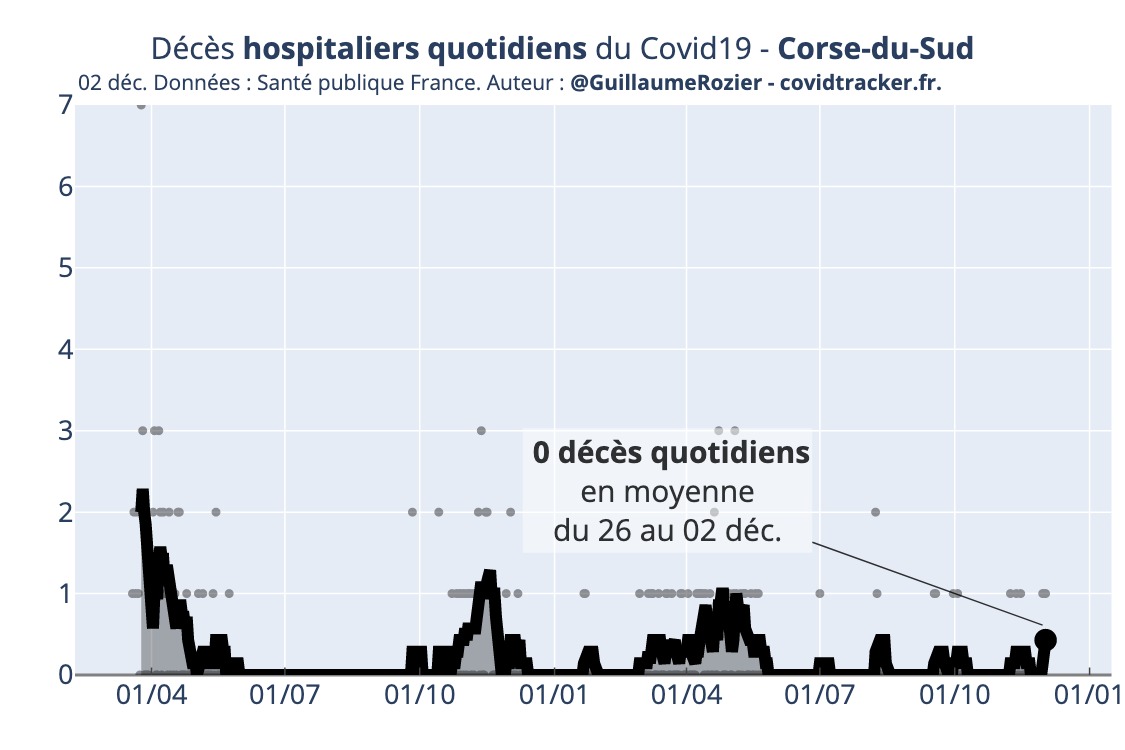 Décès hospitaliers quotidiens du Covid19 - Corse-du-Sud
02 déc. Données : Santé publique France. Auteur : @GuillaumeRozier - covidtracker.fr.
7
6
5
4
3
2
1
0
0 décès quotidiens
en moyenne
du 26 au 02 déc.
01/04 01/07 01/10 01/01 01/04 01/07 01/10 01/01